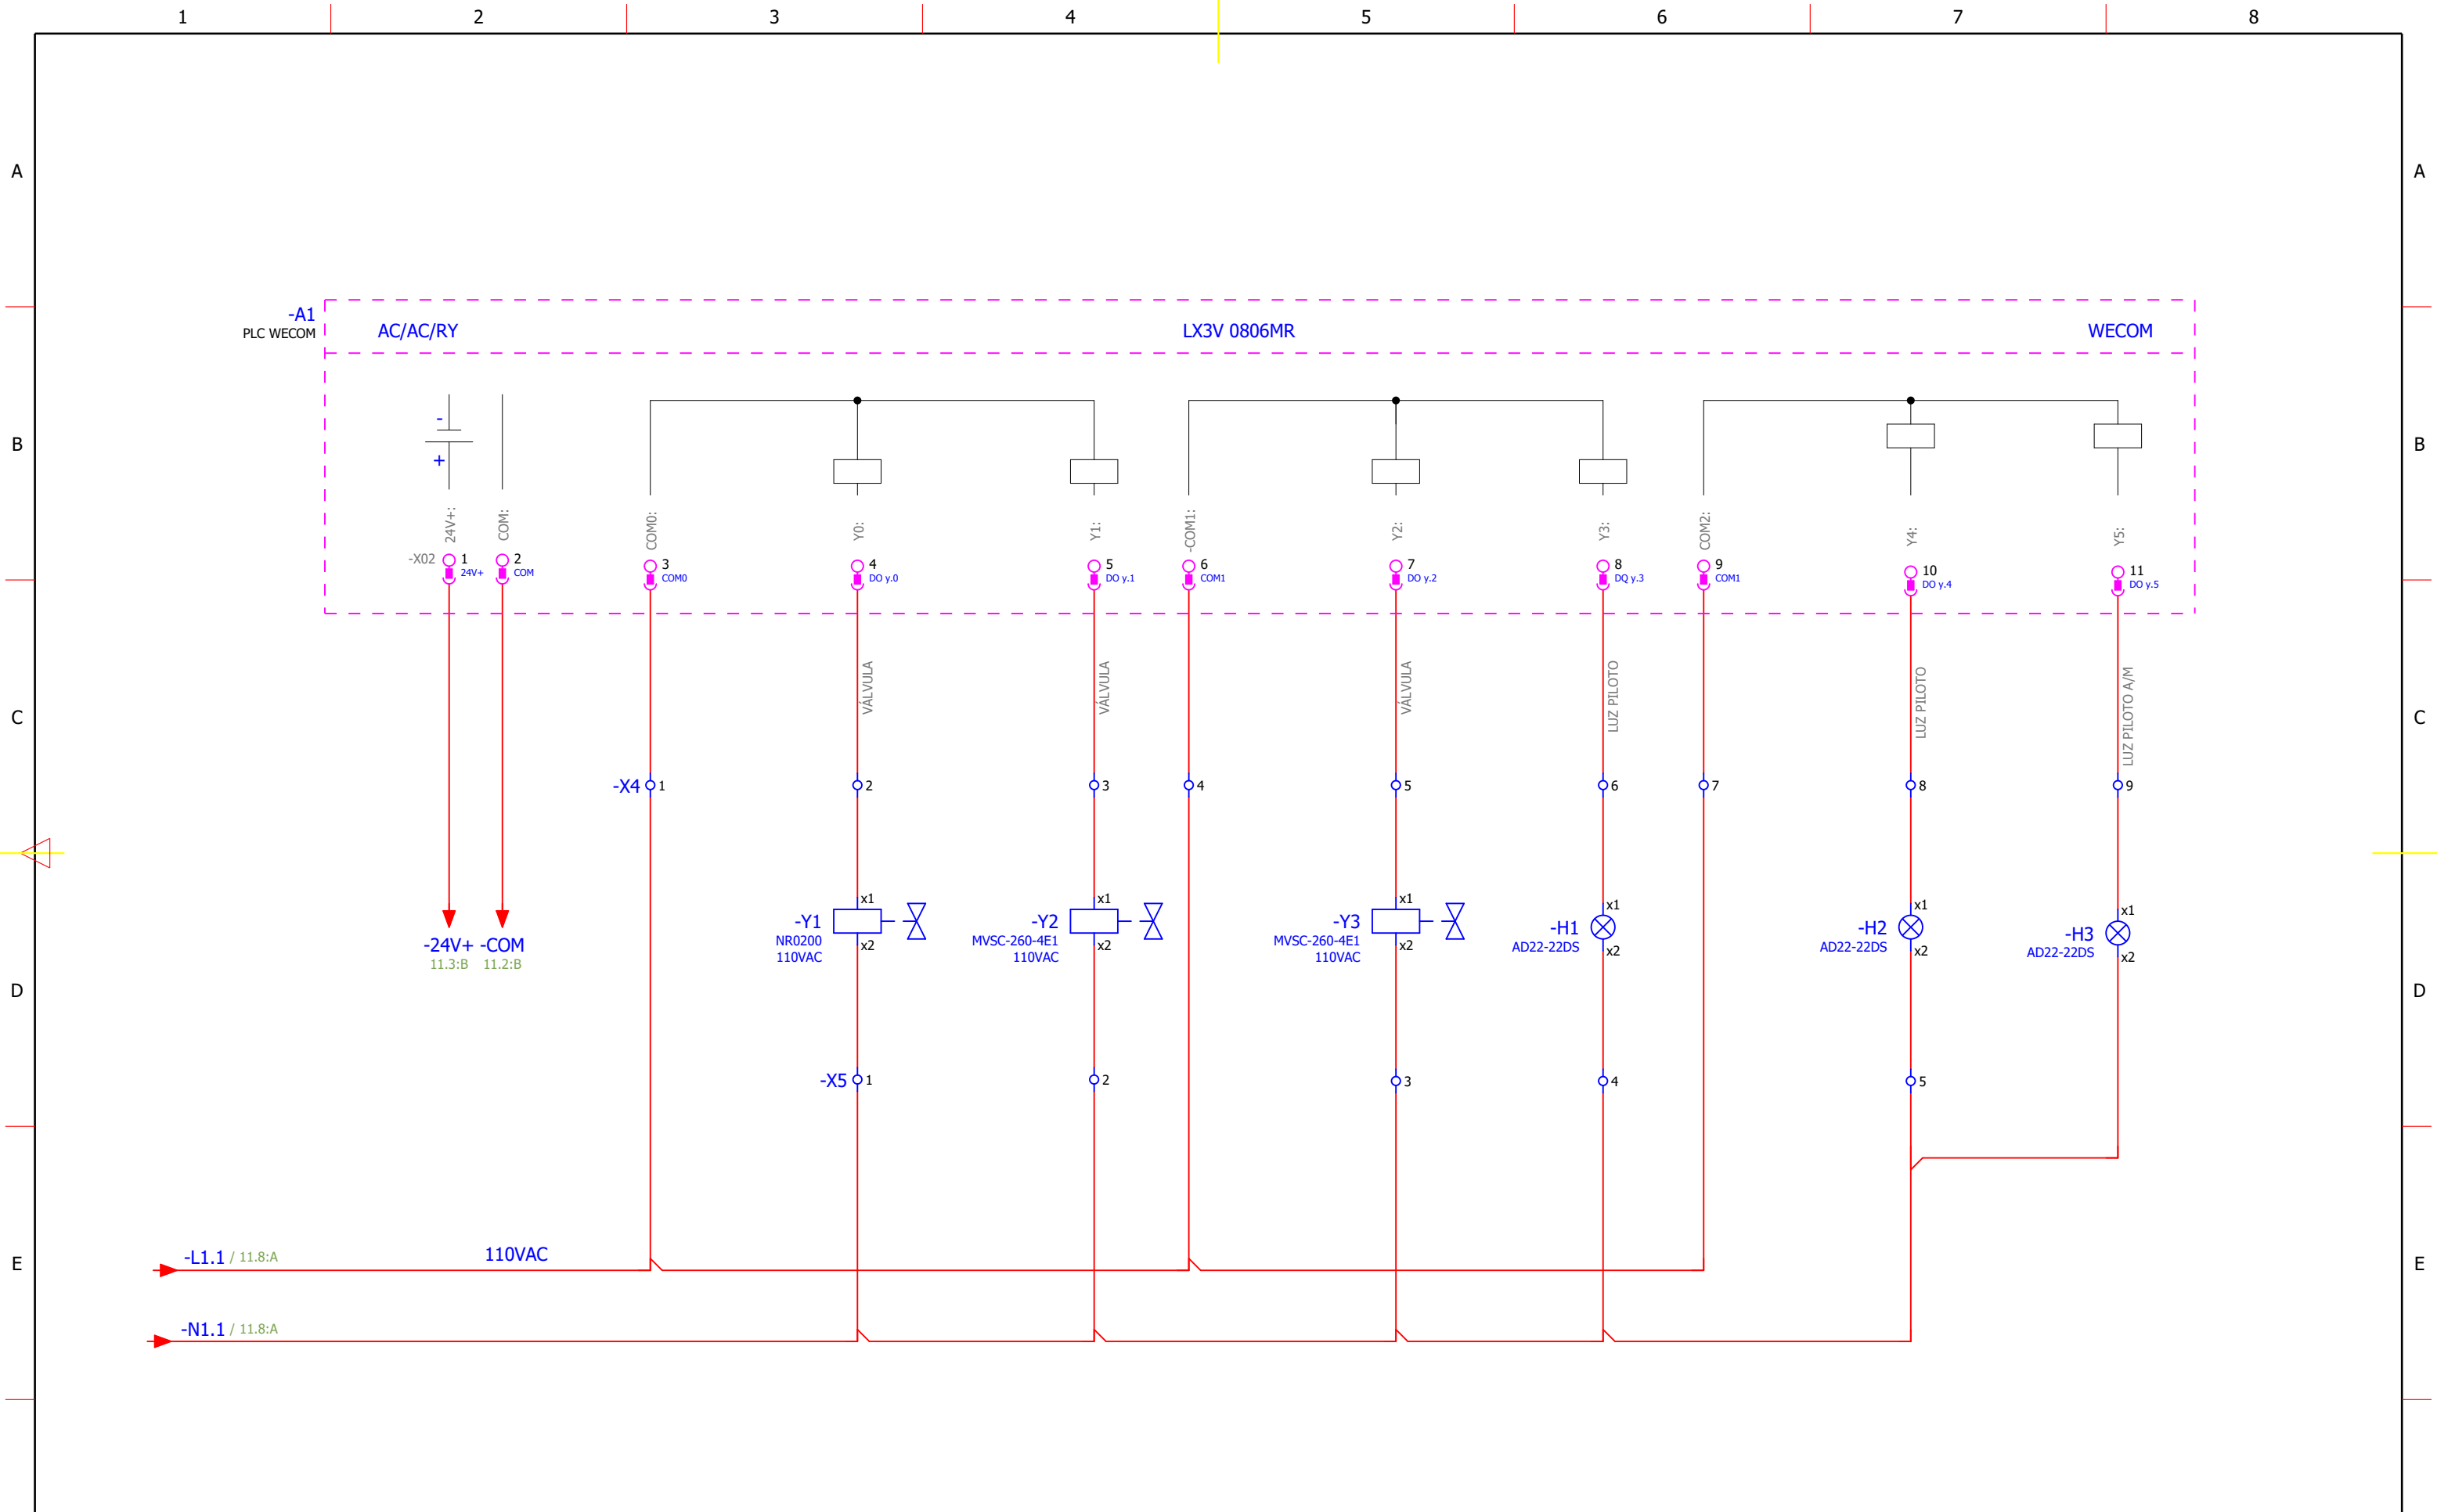 1 2 3 4 5 6 7 8
A A
-A1
PLC WECOM
AC/AC/RY LX3V 0806MR WECOM
B B
-
+
24V+: COM: COM0: Y0: Y1: -COM1: Y2: Y3: COM2: Y4: Y5:
-X02 1 2 3 4 5 6 7 8 9 10 11
24V+ COM COM0 DO y.0 DO y.1 COM1 DO y.2 DQ y.3 COM1 DO y.4 DO y.5
VÁLVULA VÁLVULA VÁLVULA LUZ PILOTO LUZ PILOTO LUZ PILOTO A/M
C C
-X4 1 2 3 4 5 6 7 8 9
x1 x1 x1 x1 x1 x1
-Y1 -Y2 -Y3 -H1 -H2 -H3
NR0200 MVSC-260-4E1 MVSC-260-4E1 AD22-22DS AD22-22DS AD22-22DS
110VAC 110VAC 110VAC
x2 x2 x2 x2 x2 x2
-24V+ -COM
11.3:B 11.2:B
D D
-X5 1 2 3 4 5
-L1.1 / 11.8:A 110VAC
E E
-N1.1 / 11.8:A